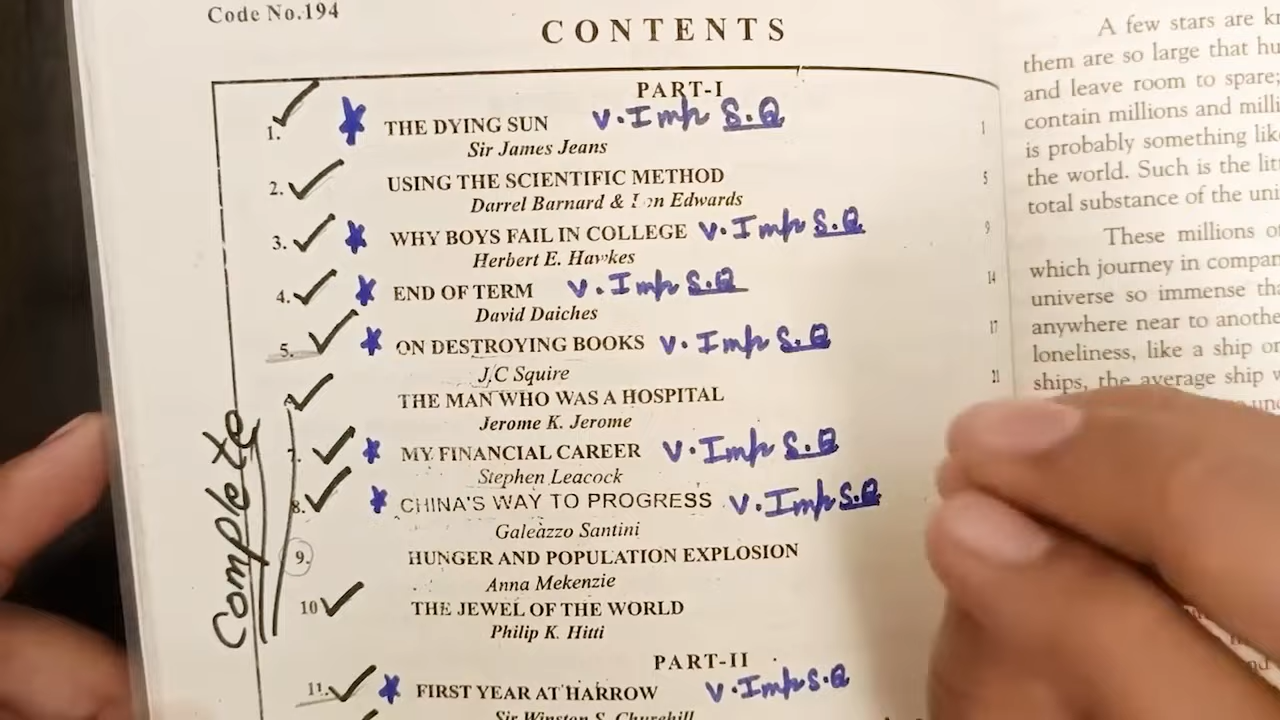 Code No.194
CONTENTS
PART-I
1. THE DYING SUN V.Imp S.Q 1
Sir James Jeans
2. USING THE SCIENTIFIC METHOD 5
Darrel Barnard & Edwards
3. WHY BOYS FAIL IN COLLEGE V.Imp S.Q 9
Herbert E. Hawkes
4. END OF TERM V.Imp S.Q 14
David Daiches
5. ON DESTROYING BOOKS V.Imp S.Q 17
J.C Squire
THE MAN WHO WAS A HOSPITAL 21
Jerome K. Jerome
7. MY FINANCIAL CAREER V.Imp S.Q
Stephen Leacock
8. CHINA'S WAY TO PROGRESS V.Imp S.Q
Galeazzo Santini
9. HUNGER AND POPULATION EXPLOSION
Anna Mekenzie
10 THE JEWEL OF THE WORLD
Philip K. Hitti
PART-II
11. FIRST YEAR AT HARROW V.Imp S.Q
Sir Winston S. Churchill
Complete
A few stars are
them are so large that
and leave room to spare;
contain millions and
is probably something
the world. Such is the
total substance of the
These millions
which journey in
universe so immense
anywhere near to
loneliness, like a ship
ships, the average ship